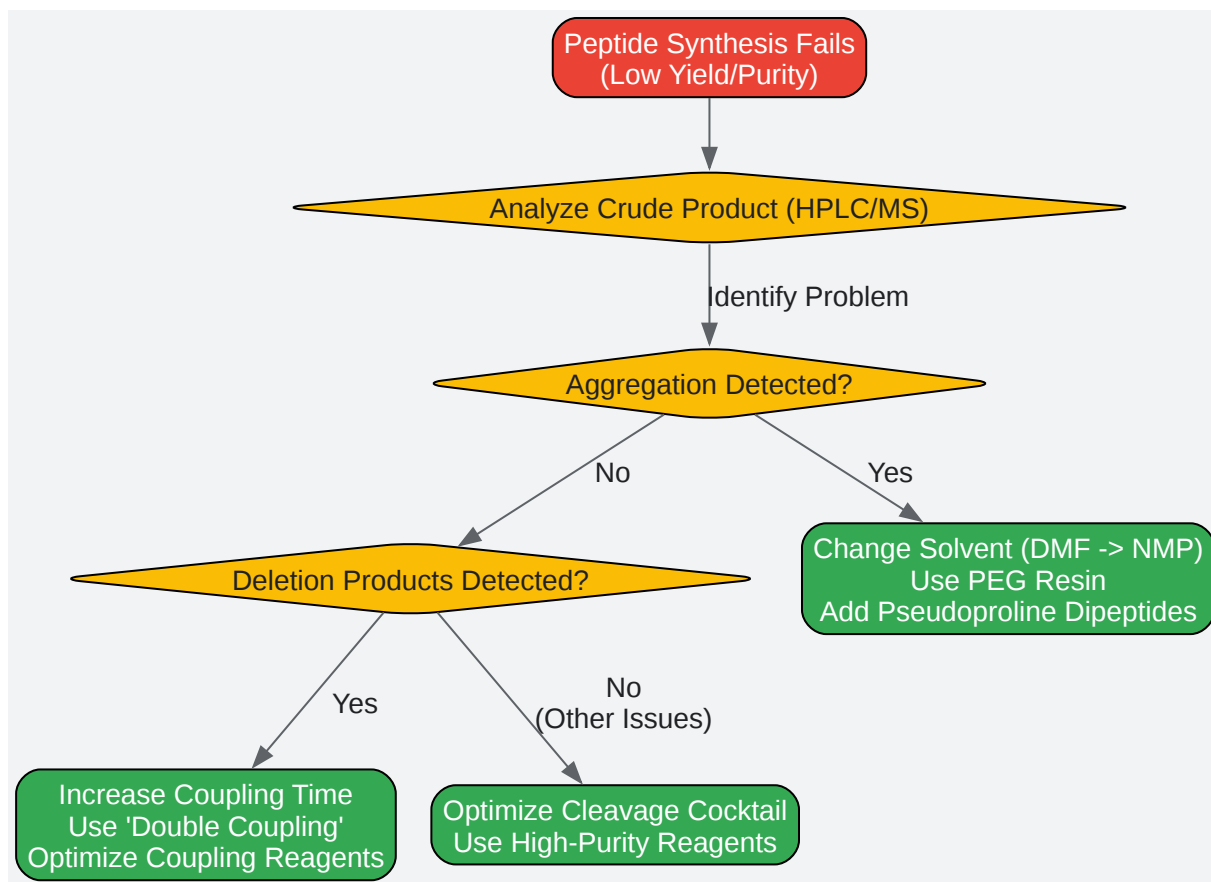 Peptide Synthesis Fails
(Low Yield/Purity)
Analyze Crude Product (HPLC/MS)
Identify Problem
Aggregation Detected?
No
Yes
Change Solvent (DMF -> NMP)
Use PEG Resin
Add Pseudoproline Dipeptides
Deletion Products Detected?
Yes
No
(Other Issues)
Increase Coupling Time
Use 'Double Coupling'
Optimize Coupling Reagents
Optimize Cleavage Cocktail
Use High-Purity Reagents